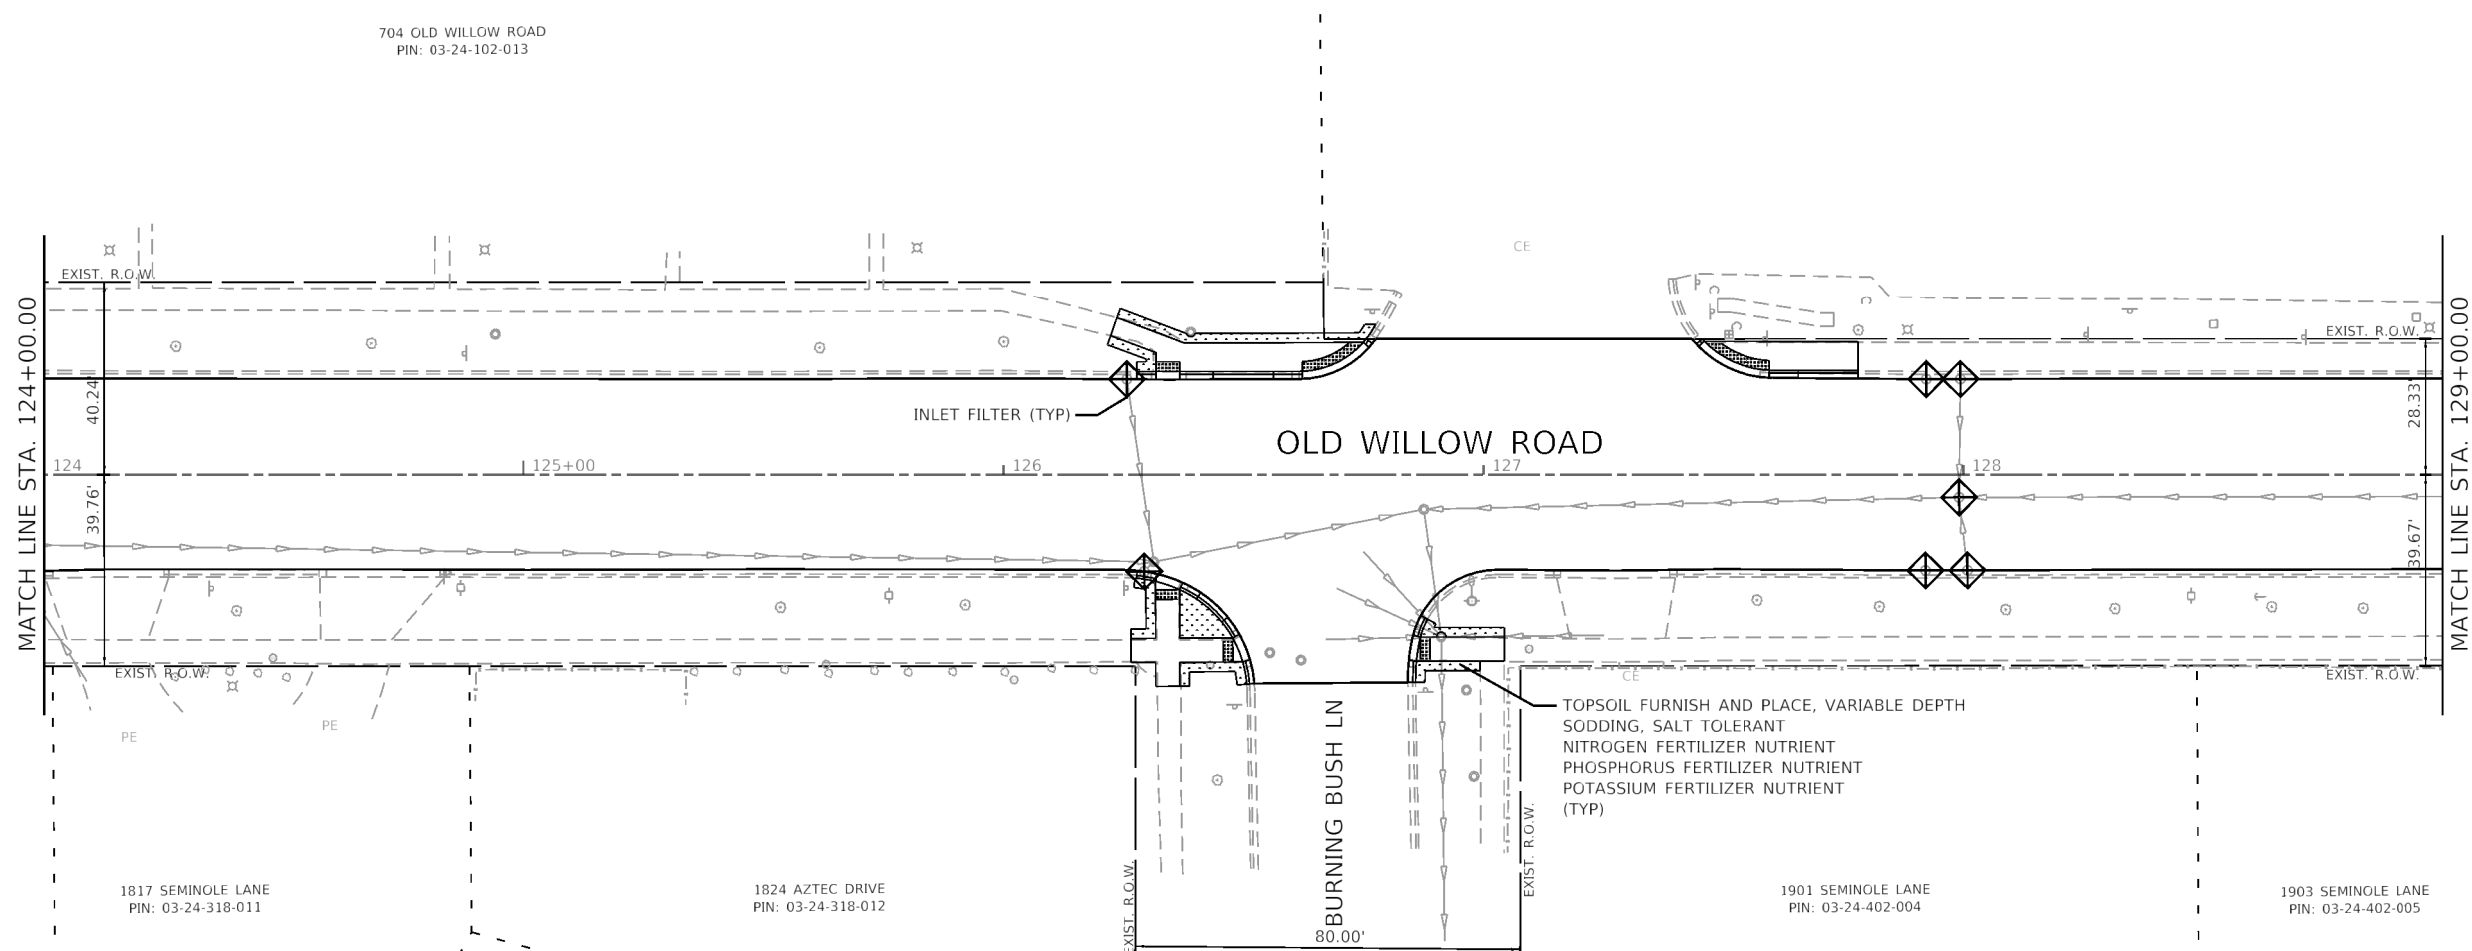 704 OLD WILLOW ROAD
PIN: 03-24-102-013
CE
EXIST. R.O.W.
EXIST. R.O.W.
MATCH LINE STA. 124+00.00
MATCH LINE STA. 129+00.00
40.24'
28.33'
INLET FILTER (TYP)
OLD WILLOW ROAD
124
125+00
126
127
128
39.76'
39.67'
EXIST. R.O.W.
EXIST. R.O.W.
CE
PE
PE
TOPSOIL FURNISH AND PLACE, VARIABLE DEPTH
SODDING, SALT TOLERANT
NITROGEN FERTILIZER NUTRIENT
PHOSPHORUS FERTILIZER NUTRIENT
POTASSIUM FERTILIZER NUTRIENT
(TYP)
BURNING BUSH LN
EXIST. R.O.W.
EXIST. R.O.W.
1817 SEMINOLE LANE
PIN: 03-24-318-011
1824 AZTEC DRIVE
PIN: 03-24-318-012
1901 SEMINOLE LANE
PIN: 03-24-402-004
1903 SEMINOLE LANE
PIN: 03-24-402-005
80.00'